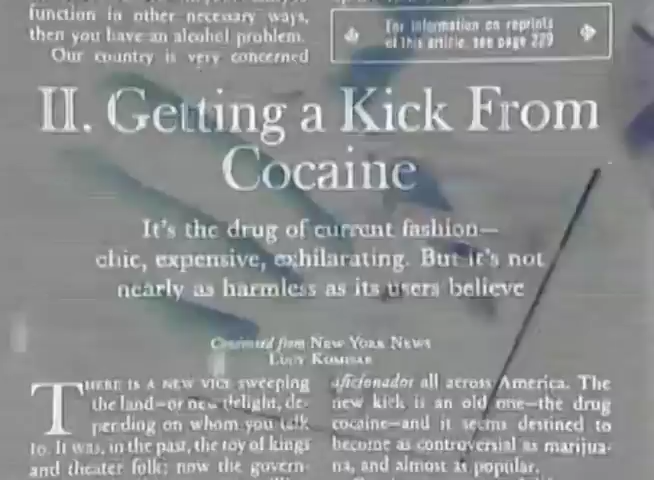 function in other necessary ways,
then you have an alcohol problem.
Our country is very concerned
For information on reprints
of this article, see page 229
II. Getting a Kick From
Cocaine
It's the drug of current fashion—
chic, expensive, exhilarating. But it's not
nearly as harmless as its users believe
Condensed from NEW YORK NEWS
LUCY KOMISAR
THERE IS A NEW VICE sweeping
the land—or new delight, de-
pending on whom you talk
to. It was, in the past, the toy of kings
and theater folk; now the govern-
aficionados all across America. The
new kick is an old one—the drug
cocaine—and it seems destined to
become as controversial as marijua-
na, and almost as popular.